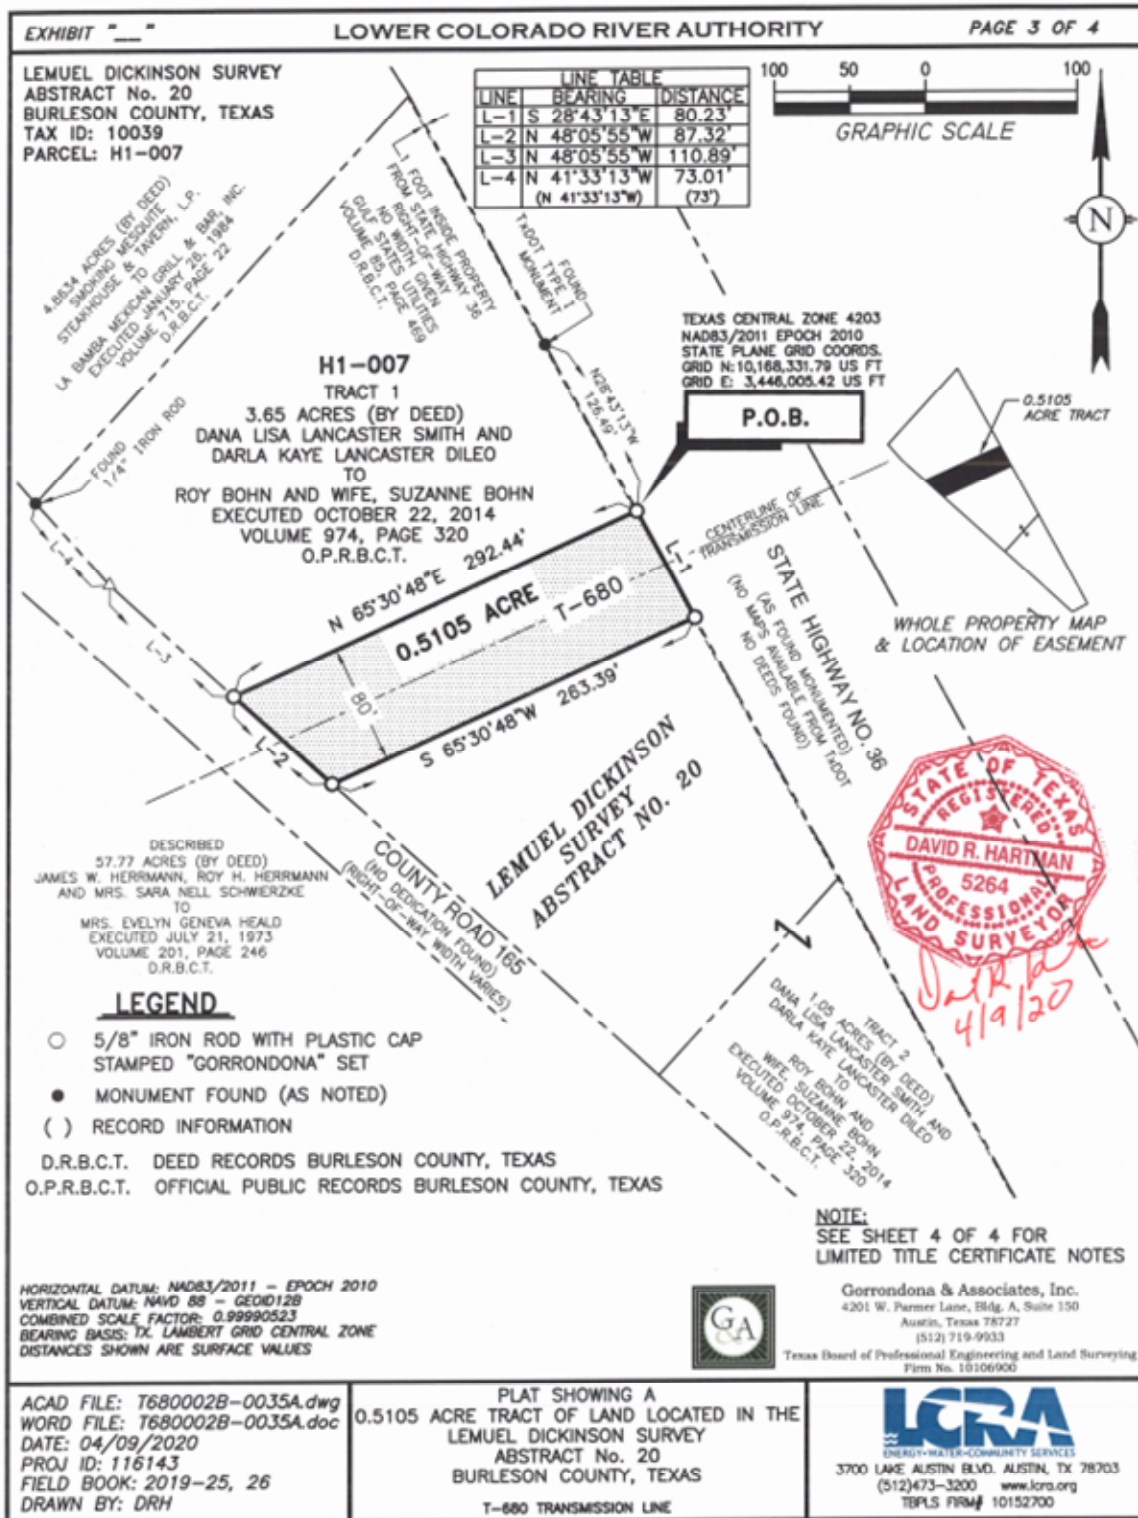 EXHIBIT "__"
LOWER COLORADO RIVER AUTHORITY
PAGE 3 OF 4
LEMUEL DICKINSON SURVEY
ABSTRACT No. 20
BURLESON COUNTY, TEXAS
TAX ID: 10039
PARCEL: H1-007
LINE TABLE
LINE BEARING DISTANCE
L-1 S 28°43'13"E 80.23'
L-2 N 48°05'55"W 87.32'
L-3 N 48°05'55"W 110.89'
L-4 N 41°33'13"W 73.01'
(N 41°33'13"W) (73')
100 50 0 100
GRAPHIC SCALE
N
4.8634 ACRES (BY DEED)
SMOKING MESQUITE
STEAKHOUSE & TAVERN, L.P.
TO
LA BAMBA MEXICAN GRILL & BAR, INC.
EXECUTED JANUARY 28, 1984
VOLUME 715, PAGE 22
D.R.B.C.T.
1 FOOT INSIDE PROPERTY
FROM STATE HIGHWAY 36
RIGHT-OF-WAY
NO WIDTH GIVEN
GULF STATES UTILITIES
VOLUME 85, PAGE 469
D.R.B.C.T.
FOUND
TxDOT TYPE I
MONUMENT
TEXAS CENTRAL ZONE 4203
NAD83/2011 EPOCH 2010
STATE PLANE GRID COORDS.
GRID N: 10,168,331.79 US FT
GRID E: 3,446,005.42 US FT
P.O.B.
N28°43'13"W
126.49'
0.5105
ACRE TRACT
FOUND
1/4" IRON ROD
H1-007
TRACT 1
3.65 ACRES (BY DEED)
DANA LISA LANCASTER SMITH AND
DARLA KAYE LANCASTER DILEO
TO
ROY BOHN AND WIFE, SUZANNE BOHN
EXECUTED OCTOBER 22, 2014
VOLUME 974, PAGE 320
O.P.R.B.C.T.
CENTERLINE OF
TRANSMISSION LINE
L-4
L-3
L-1
L-2
N 65°30'48"E 292.44'
0.5105 ACRE
T-680
80'
S 65°30'48"W 263.39'
WHOLE PROPERTY MAP
& LOCATION OF EASEMENT
STATE HIGHWAY NO. 36
(AS FOUND MONUMENTED)
(NO MAPS AVAILABLE FROM TxDOT
NO DEEDS FOUND)
LEMUEL DICKINSON
SURVEY
ABSTRACT NO. 20
STATE OF TEXAS
REGISTERED
DAVID R. HARTMAN
5264
PROFESSIONAL
LAND SURVEYOR
4/9/20
DESCRIBED
57.77 ACRES (BY DEED)
JAMES W. HERRMANN, ROY H. HERRMANN
AND MRS. SARA NELL SCHWIERZKE
TO
MRS. EVELYN GENEVA HEALD
EXECUTED JULY 21, 1973
VOLUME 201, PAGE 246
D.R.B.C.T.
COUNTY ROAD 165
(NO DEDICATION FOUND)
(RIGHT-OF-WAY WIDTH VARIES)
TRACT 2
1.05 ACRES (BY DEED)
DANA LISA LANCASTER SMITH AND
DARLA KAYE LANCASTER DILEO
TO
ROY BOHN AND
WIFE, SUZANNE BOHN
EXECUTED OCTOBER 22, 2014
VOLUME 974, PAGE 320
O.P.R.B.C.T.
LEGEND
5/8" IRON ROD WITH PLASTIC CAP
STAMPED "GORRONDONA" SET
MONUMENT FOUND (AS NOTED)
( ) RECORD INFORMATION
D.R.B.C.T. DEED RECORDS BURLESON COUNTY, TEXAS
O.P.R.B.C.T. OFFICIAL PUBLIC RECORDS BURLESON COUNTY, TEXAS
NOTE:
SEE SHEET 4 OF 4 FOR
LIMITED TITLE CERTIFICATE NOTES
HORIZONTAL DATUM: NAD83/2011 - EPOCH 2010
VERTICAL DATUM: NAVD 88 - GEOID12B
COMBINED SCALE FACTOR: 0.99990523
BEARING BASIS: TX. LAMBERT GRID CENTRAL ZONE
DISTANCES SHOWN ARE SURFACE VALUES
G&A
Gorrondona & Associates, Inc.
4201 W. Parmer Lane, Bldg. A, Suite 150
Austin, Texas 78727
(512) 719-9933
Texas Board of Professional Engineering and Land Surveying
Firm No. 10106900
ACAD FILE: T680002B-0035A.dwg
WORD FILE: T680002B-0035A.doc
DATE: 04/09/2020
PROJ ID: 116143
FIELD BOOK: 2019-25, 26
DRAWN BY: DRH
PLAT SHOWING A
0.5105 ACRE TRACT OF LAND LOCATED IN THE
LEMUEL DICKINSON SURVEY
ABSTRACT No. 20
BURLESON COUNTY, TEXAS
T-680 TRANSMISSION LINE
LCRA
ENERGY•WATER•COMMUNITY SERVICES
3700 LAKE AUSTIN BLVD. AUSTIN, TX 78703
(512)473-3200 www.lcra.org
TBPLS FIRM# 10152700